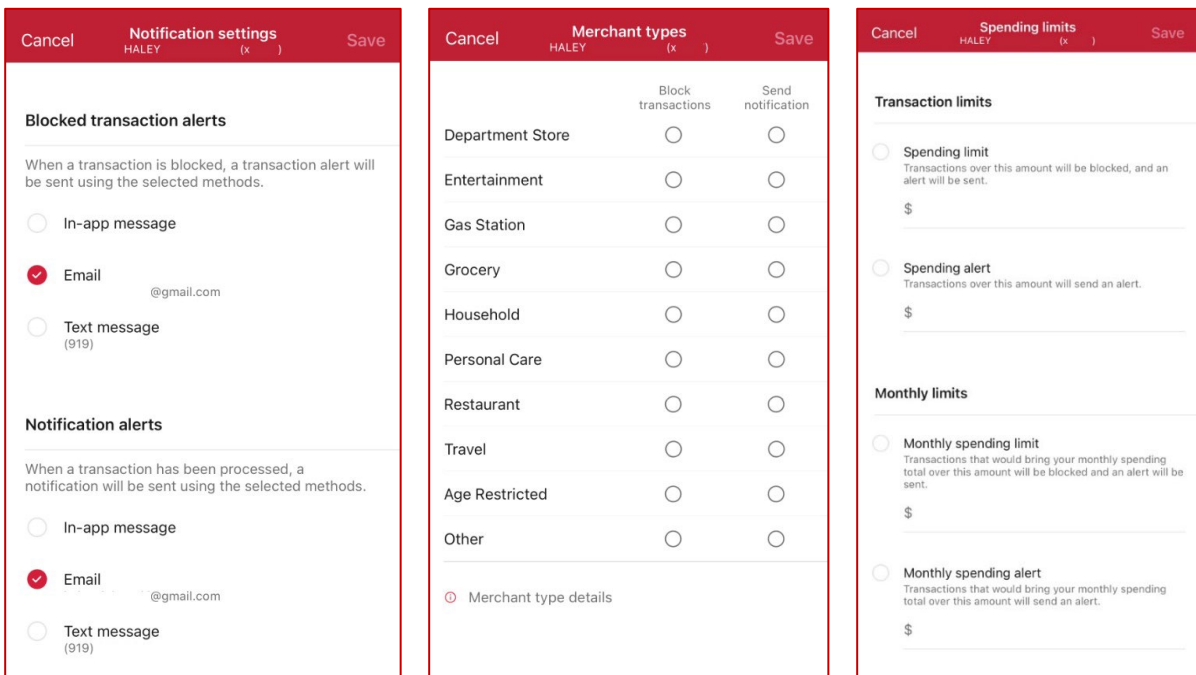 Cancel Notification settings Save
HALEY (x )
Blocked transaction alerts
When a transaction is blocked, a transaction alert will
be sent using the selected methods.
In-app message
Email
@gmail.com
Text message
(919)
Notification alerts
When a transaction has been processed, a
notification will be sent using the selected methods.
In-app message
Email
@gmail.com
Text message
(919)
Cancel Merchant types Save
HALEY (x )
Block Send
transactions notification
Department Store
Entertainment
Gas Station
Grocery
Household
Personal Care
Restaurant
Travel
Age Restricted
Other
Merchant type details
Cancel Spending limits Save
HALEY (x )
Transaction limits
Spending limit
Transactions over this amount will be blocked, and an
alert will be sent.
$
Spending alert
Transactions over this amount will send an alert.
$
Monthly limits
Monthly spending limit
Transactions that would bring your monthly spending
total over this amount will be blocked and an alert will be
sent.
$
Monthly spending alert
Transactions that would bring your monthly spending
total over this amount will send an alert.
$